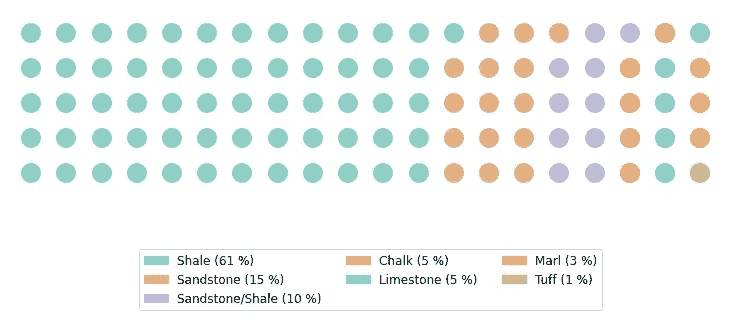 Shale (61 %) Chalk (5 %) Marl (3 %)
Sandstone (15 %) Limestone (5 %) Tuff (1 %)
Sandstone/Shale (10 %)